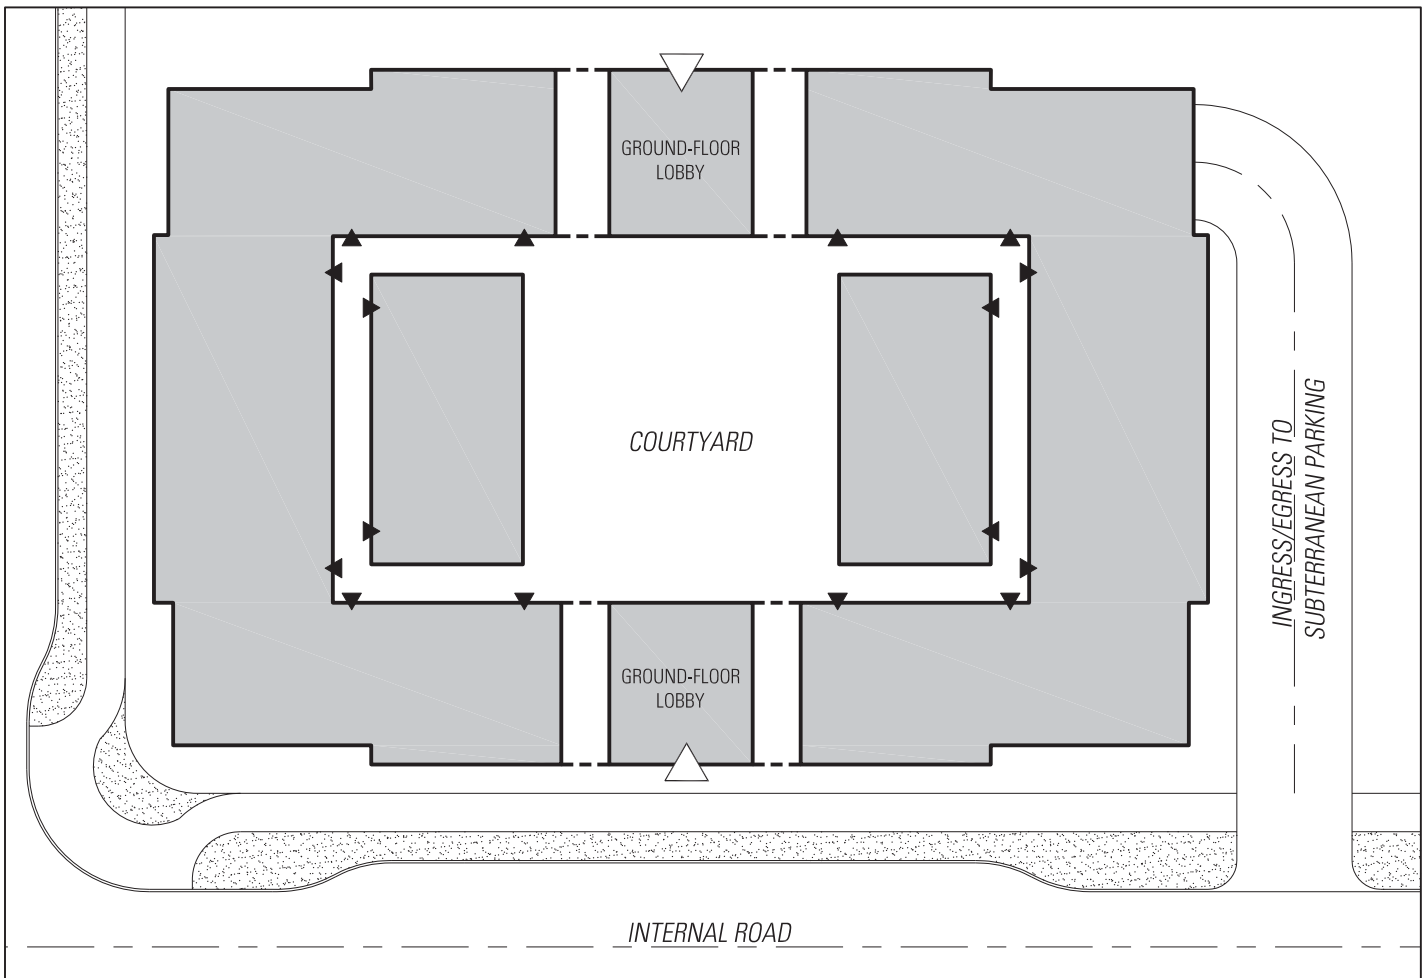 GROUND-FLOOR
LOBBY
COURTYARD
INGRESS/EGRESS TO
SUBTERRANEAN PARKING
GROUND-FLOOR
LOBBY
INTERNAL ROAD